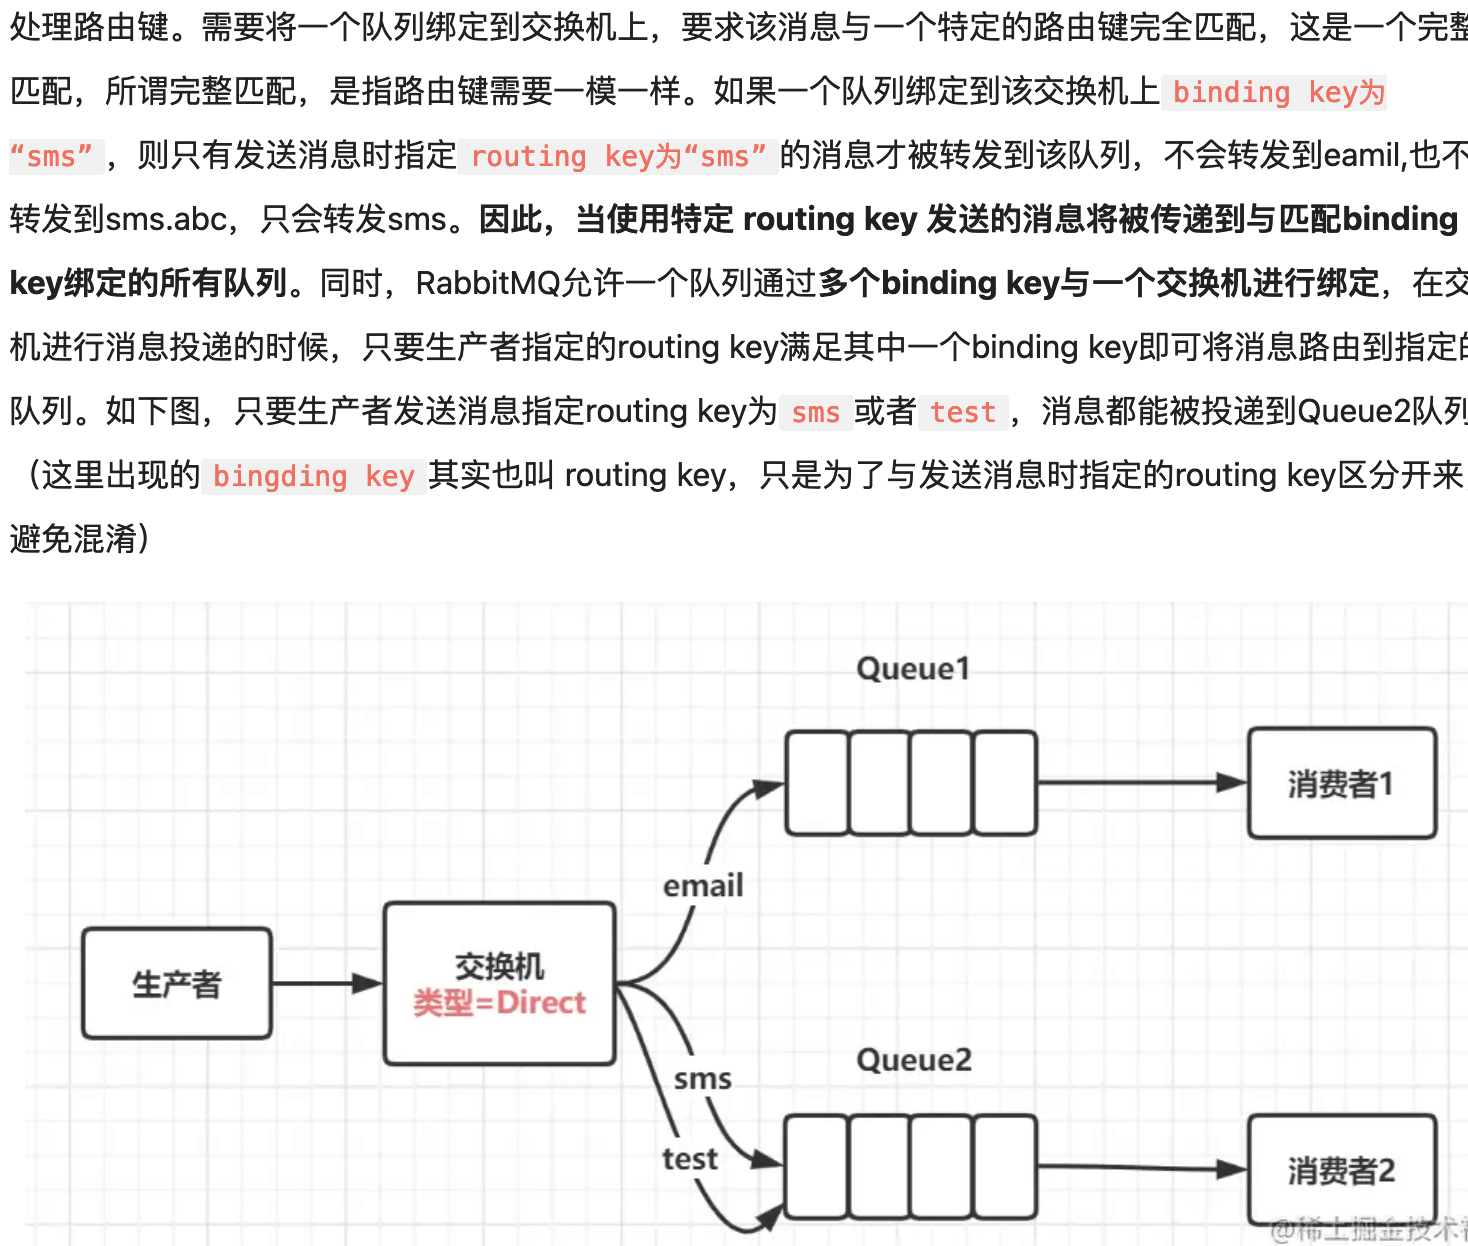 处理路由键。需要将一个队列绑定到交换机上，要求该消息与一个特定的路由键完全匹配，这是一个完整
匹配，所谓完整匹配，是指路由键需要一模一样。如果一个队列绑定到该交换机上 binding key为
“sms” ，则只有发送消息时指定 routing key为“sms” 的消息才被转发到该队列，不会转发到eamil,也不
转发到sms.abc，只会转发sms。因此，当使用特定 routing key 发送的消息将被传递到与匹配binding
key绑定的所有队列。同时，RabbitMQ允许一个队列通过多个binding key与一个交换机进行绑定，在交
机进行消息投递的时候，只要生产者指定的routing key满足其中一个binding key即可将消息路由到指定的
队列。如下图，只要生产者发送消息指定routing key为 sms 或者 test ，消息都能被投递到Queue2队列
（这里出现的 bingding key 其实也叫 routing key，只是为了与发送消息时指定的routing key区分开来，
避免混淆）
Queue1
消费者1
email
生产者
交换机
类型=Direct
Queue2
sms
test
消费者2
@稀土掘金技术社